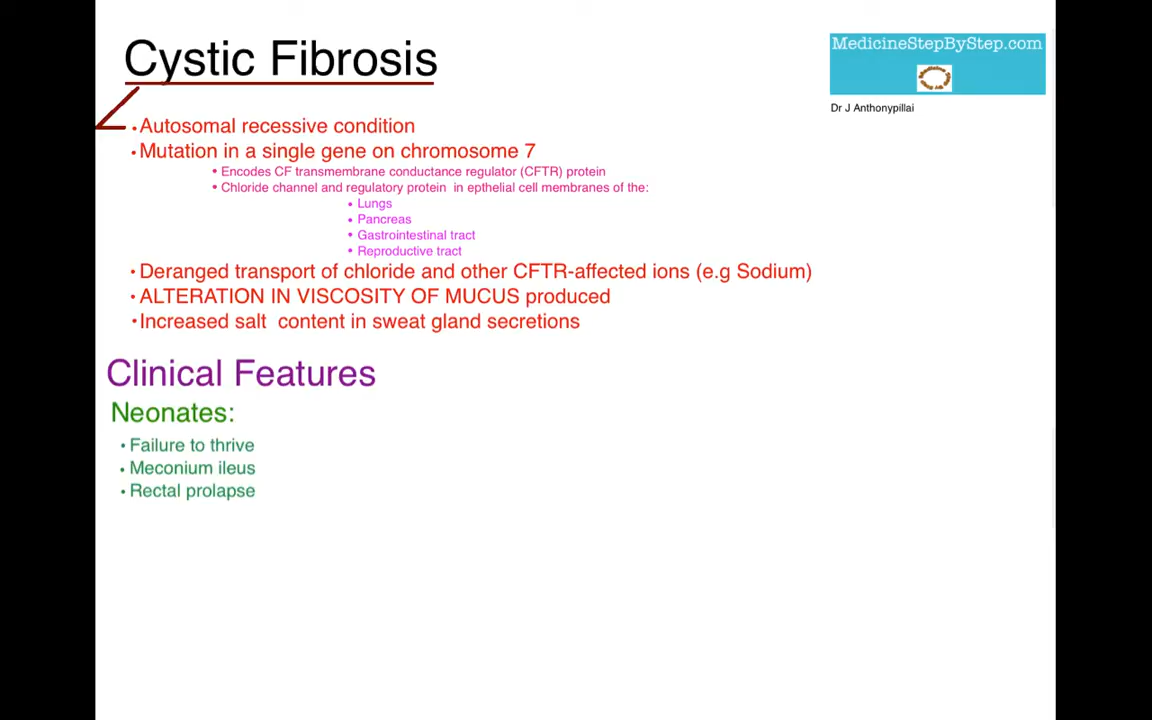 Cystic Fibrosis
MedicineStepByStep.com
Dr J Anthonypillai
•Autosomal recessive condition
•Mutation in a single gene on chromosome 7
• Encodes CF transmembrane conductance regulator (CFTR) protein
• Chloride channel and regulatory protein in epthelial cell membranes of the:
• Lungs
• Pancreas
• Gastrointestinal tract
• Reproductive tract
•Deranged transport of chloride and other CFTR-affected ions (e.g Sodium)
•ALTERATION IN VISCOSITY OF MUCUS produced
•Increased salt content in sweat gland secretions
Clinical Features
Neonates:
•Failure to thrive
•Meconium ileus
•Rectal prolapse